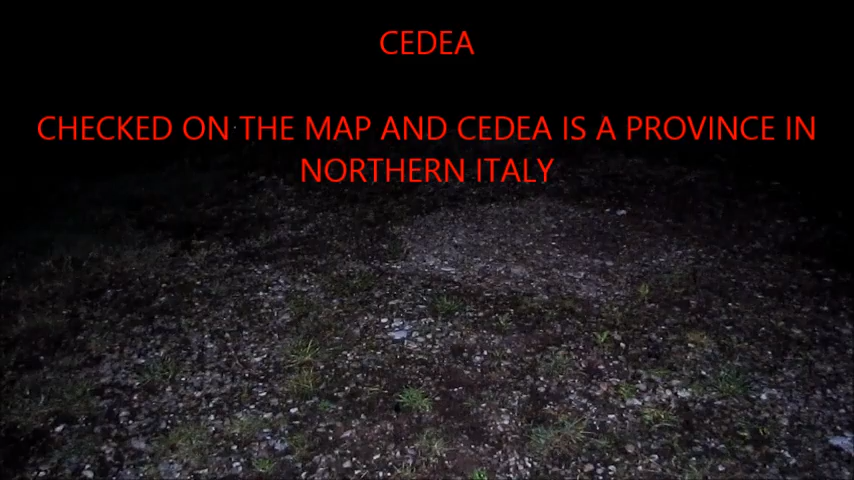 CEDEA
CHECKED ON THE MAP AND CEDEA IS A PROVINCE IN
NORTHERN ITALY